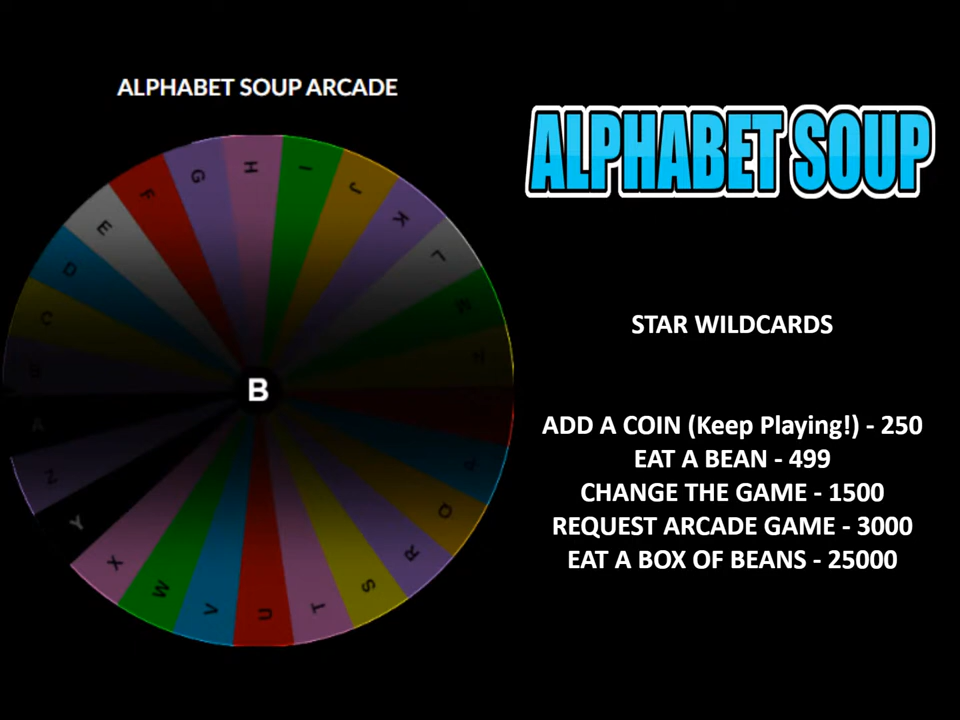 ALPHABET SOUP ARCADE
ALPHABET SOUP
STAR WILDCARDS
ADD A COIN (Keep Playing!) - 250
EAT A BEAN - 499
CHANGE THE GAME - 1500
REQUEST ARCADE GAME - 3000
EAT A BOX OF BEANS - 25000
B
A
B
C
D
E
F
G
H
I
J
K
L
M
N
P
Q
R
S
T
U
V
W
X
Y
Z